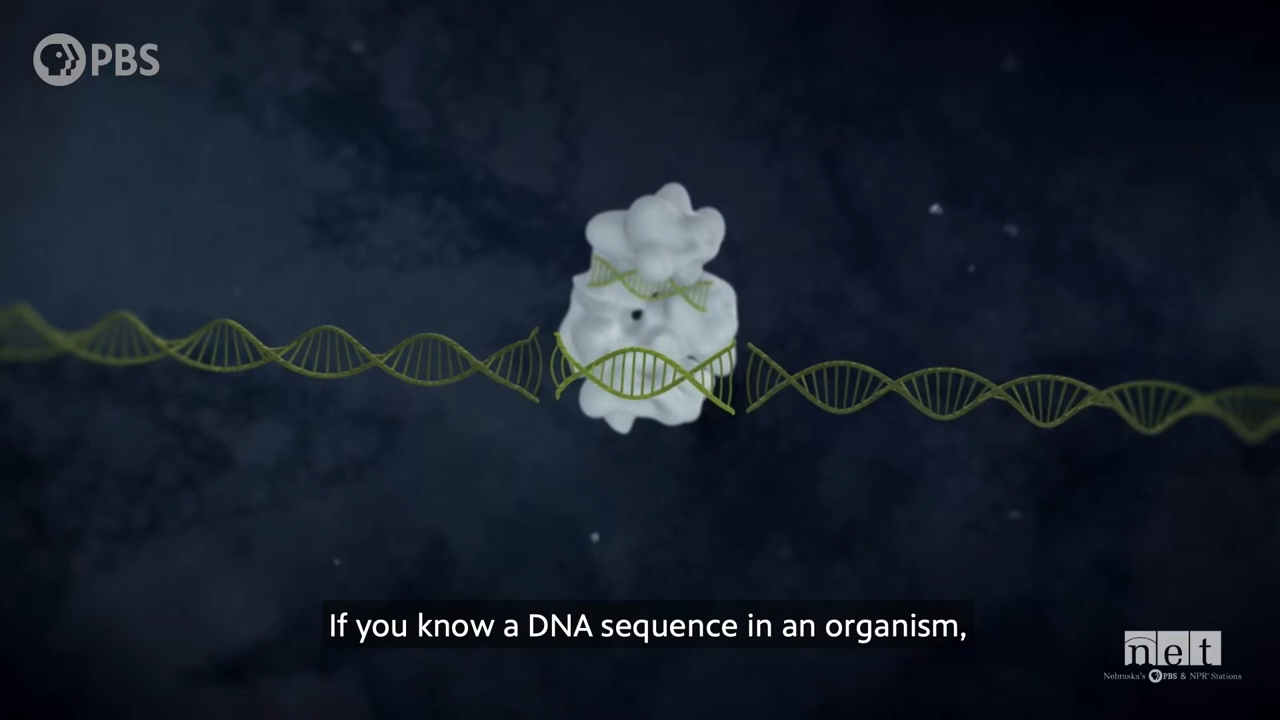 PBS
If you know a DNA sequence in an organism,
net
Nebraska's PBS & NPR Stations